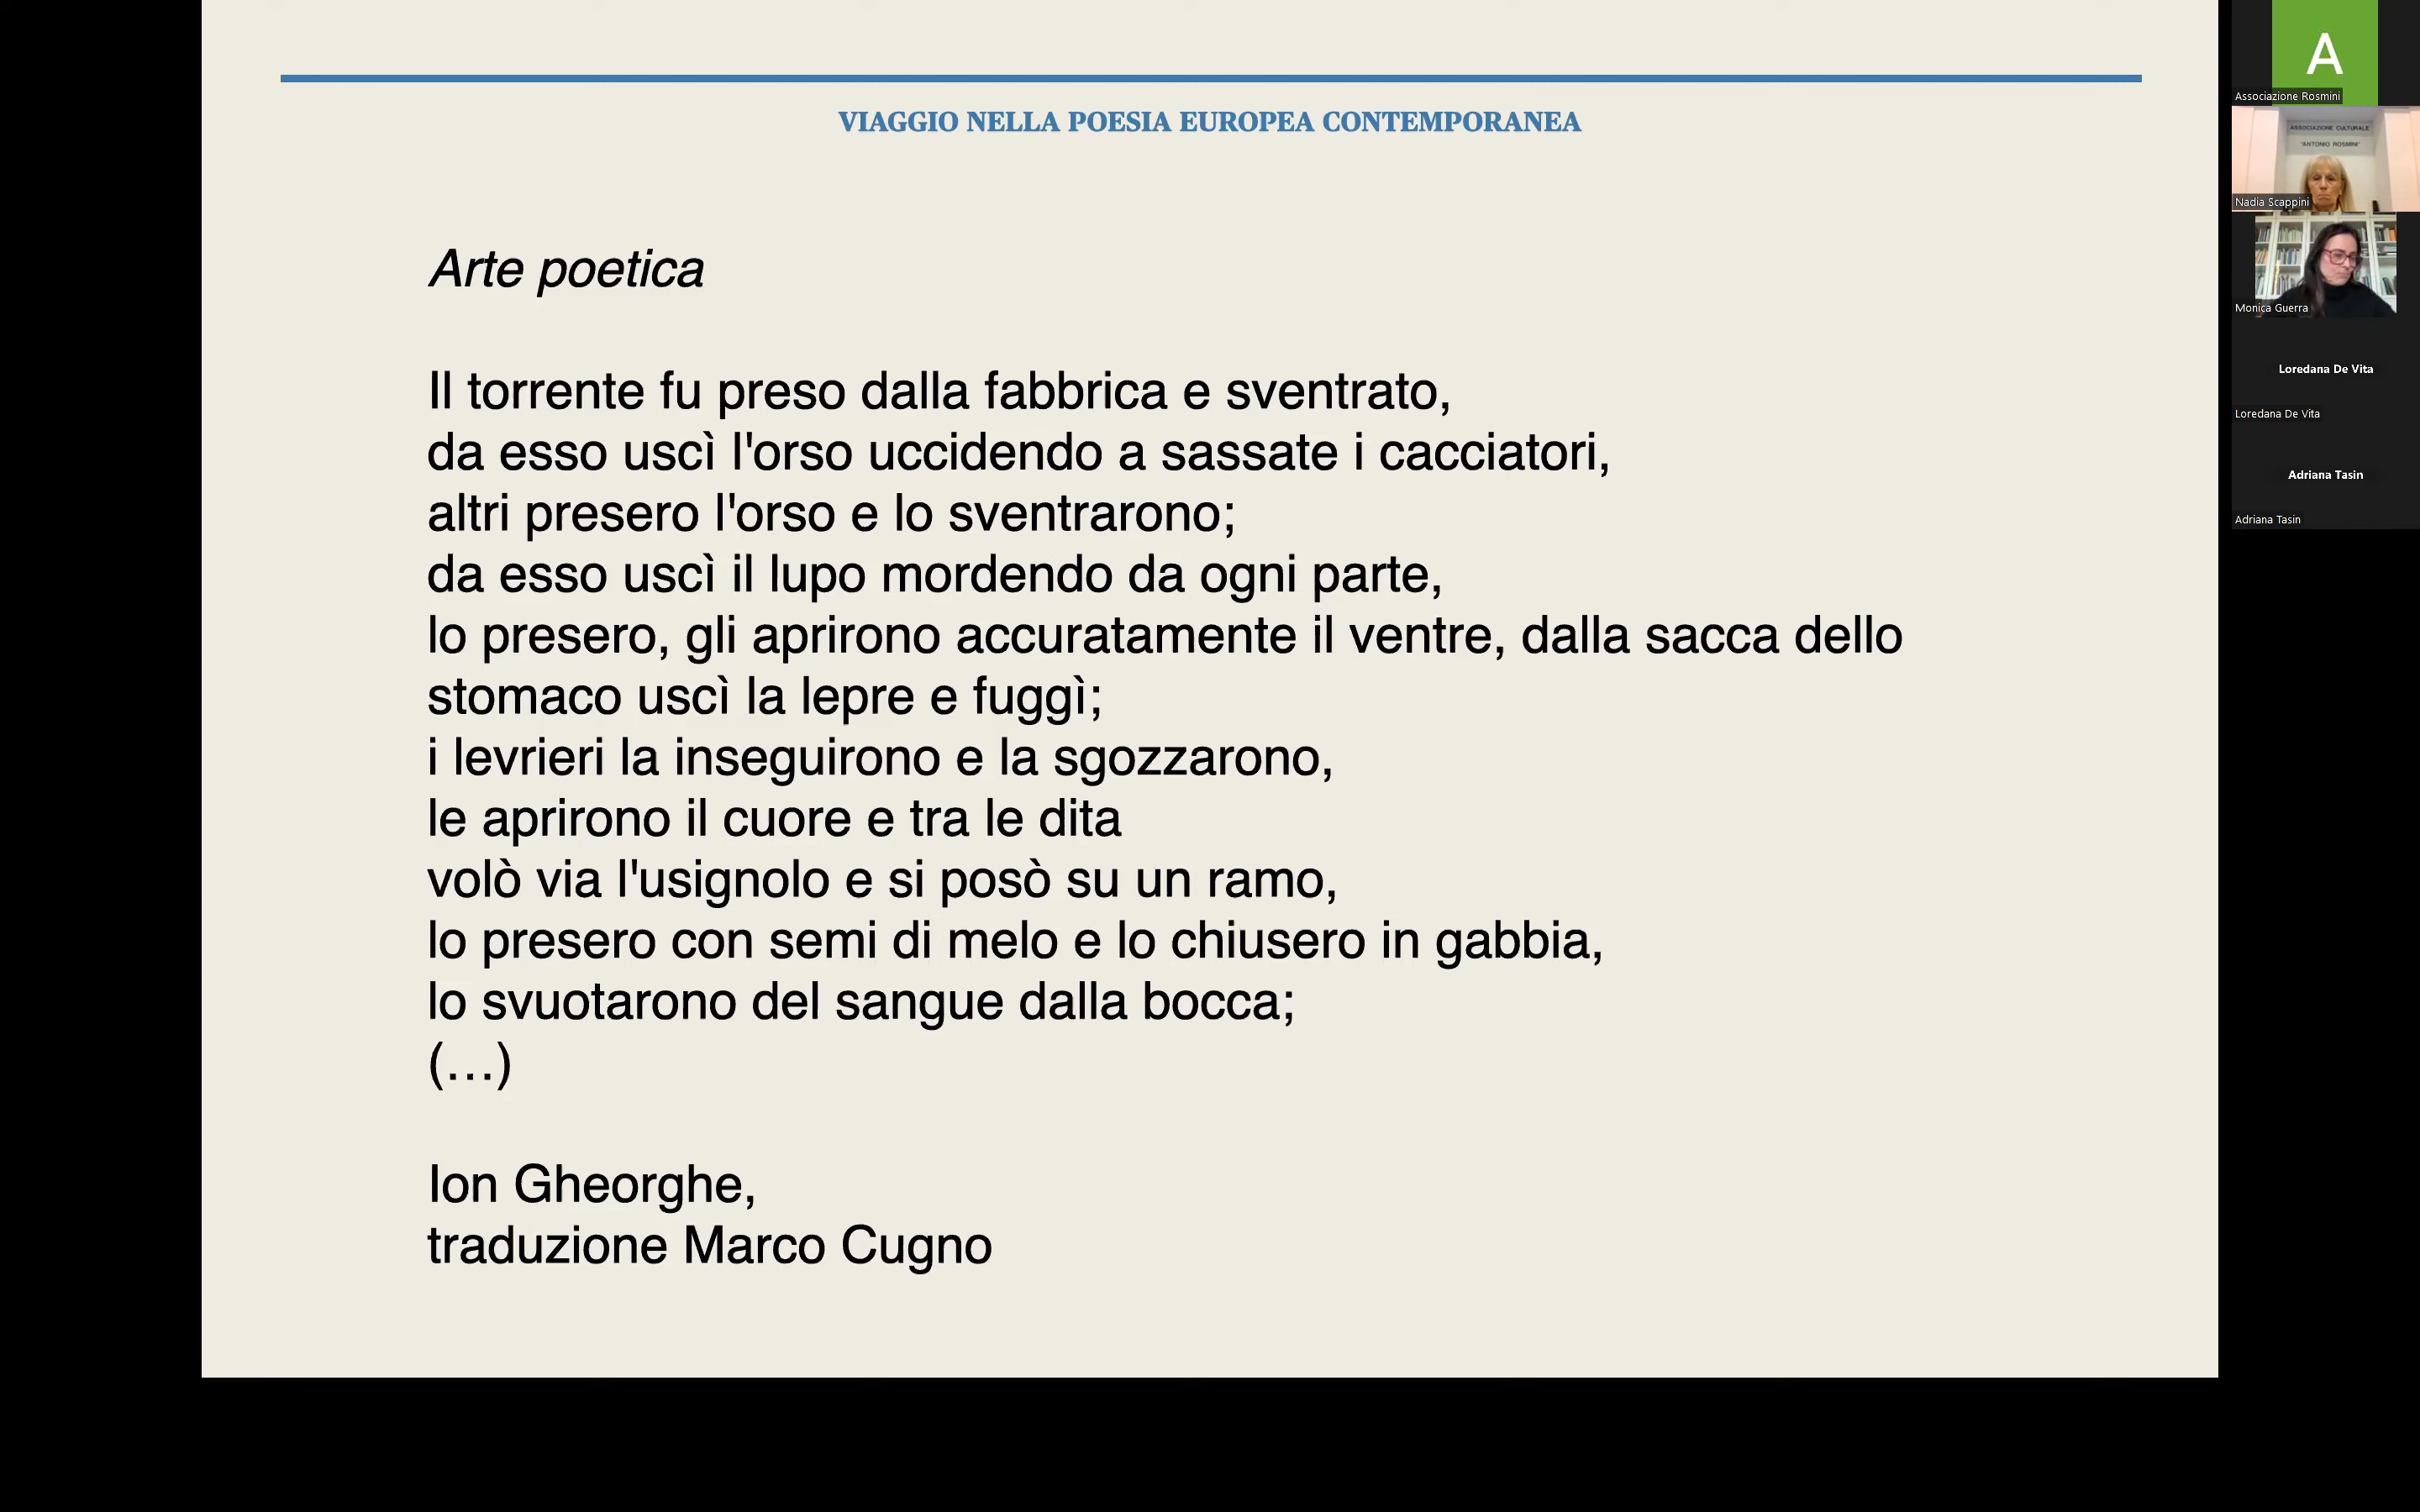 VIAGGIO NELLA POESIA EUROPEA CONTEMPORANEA
Arte poetica
Il torrente fu preso dalla fabbrica e sventrato,
da esso uscì l'orso uccidendo a sassate i cacciatori,
altri presero l'orso e lo sventrarono;
da esso uscì il lupo mordendo da ogni parte,
lo presero, gli aprirono accuratamente il ventre, dalla sacca dello
stomaco uscì la lepre e fuggì;
i levrieri la inseguirono e la sgozzarono,
le aprirono il cuore e tra le dita
volò via l'usignolo e si posò su un ramo,
lo presero con semi di melo e lo chiusero in gabbia,
lo svuotarono del sangue dalla bocca;
(...)
Ion Gheorghe,
traduzione Marco Cugno
A
Associazione Rosmini
ASSOCIAZIONE CULTURALE
"ANTONIO ROSMINI"
Nadia Scappini
Monica Guerra
Loredana De Vita
Loredana De Vita
Adriana Tasin
Adriana Tasin